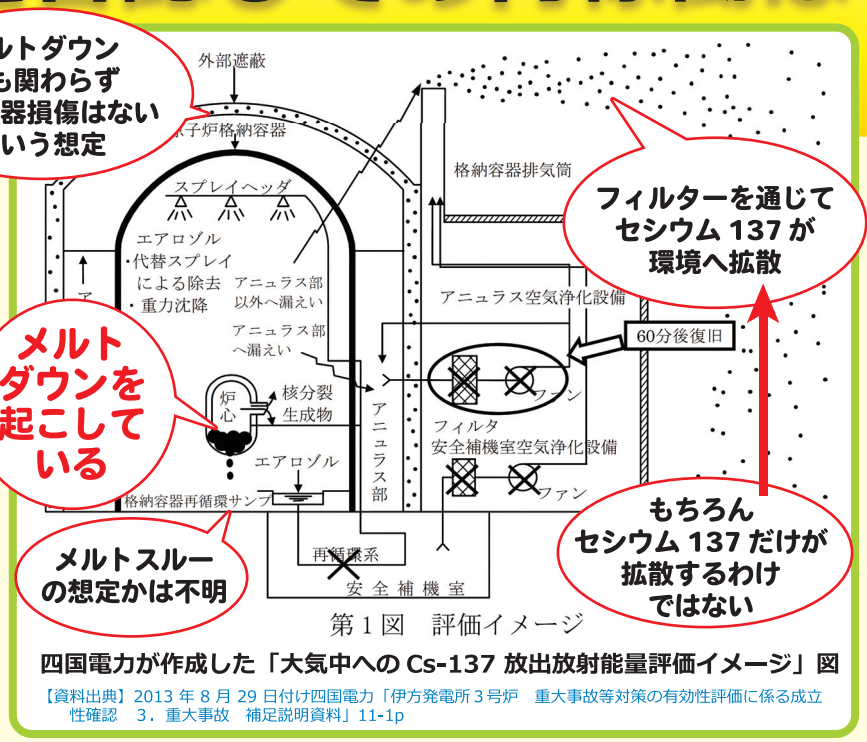 ルトダウン
も関わらず
器損傷はない
いう想定
外部遮蔽
子炉格納容器
スプレイヘッダ
エアロゾル
・代替スプレイ
による除去
・重力沈降
アニュラス部
以外へ漏えい
アニュラス部
へ漏えい
格納容器排気筒
フィルターを通じて
セシウム 137 が
環境へ拡散
アニュラス空気浄化設備
60分後復旧
ファン
ア
メルト
ダウンを
起こして
いる
炉心
核分裂
生成物
アニュラス部
フィルタ
安全補機室空気浄化設備
ファン
エアロゾル
格納容器再循環サンプ
再循環系
安全補機室
メルトスルー
の想定かは不明
もちろん
セシウム 137 だけが
拡散するわけ
ではない
第1図　評価イメージ
四国電力が作成した「大気中への Cs-137 放出放射能量評価イメージ」図
【資料出典】2013 年 8 月 29 日付け四国電力「伊方発電所３号炉　重大事故等対策の有効性評価に係る成立
性確認　３．重大事故　補足説明資料」11-1p